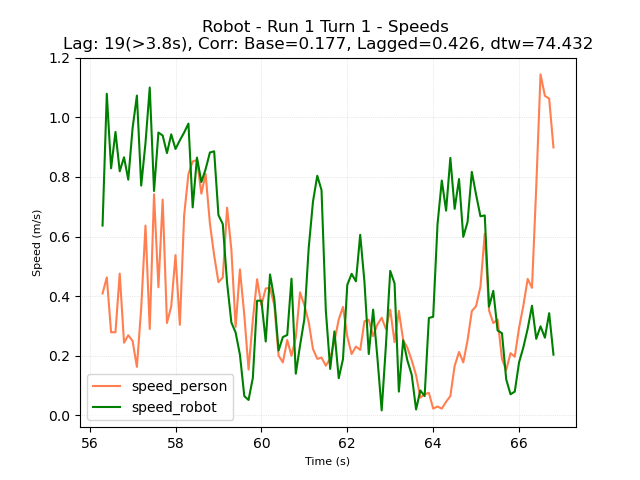 Robot - Run 1 Turn 1 - Speeds
Lag: 19(>3.8s), Corr: Base=0.177, Lagged=0.426, dtw=74.432
1.2
1.0
0.8
0.6
0.4
0.2
0.0
Speed (m/s)
speed_person
speed_robot
56 58 60 62 64 66
Time (s)